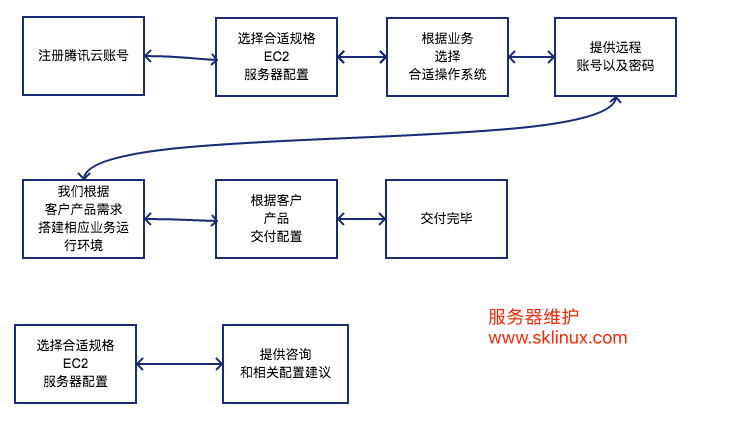 注册腾讯云账号
选择合适规格
EC2
服务器配置
根据业务
选择
合适操作系统
提供远程
账号以及密码
我们根据
客户产品需求
搭建相应业务运
行环境
根据客户
产品
交付配置
交付完毕
选择合适规格
EC2
服务器配置
提供咨询
和相关配置建议
服务器维护
www.sklinux.com